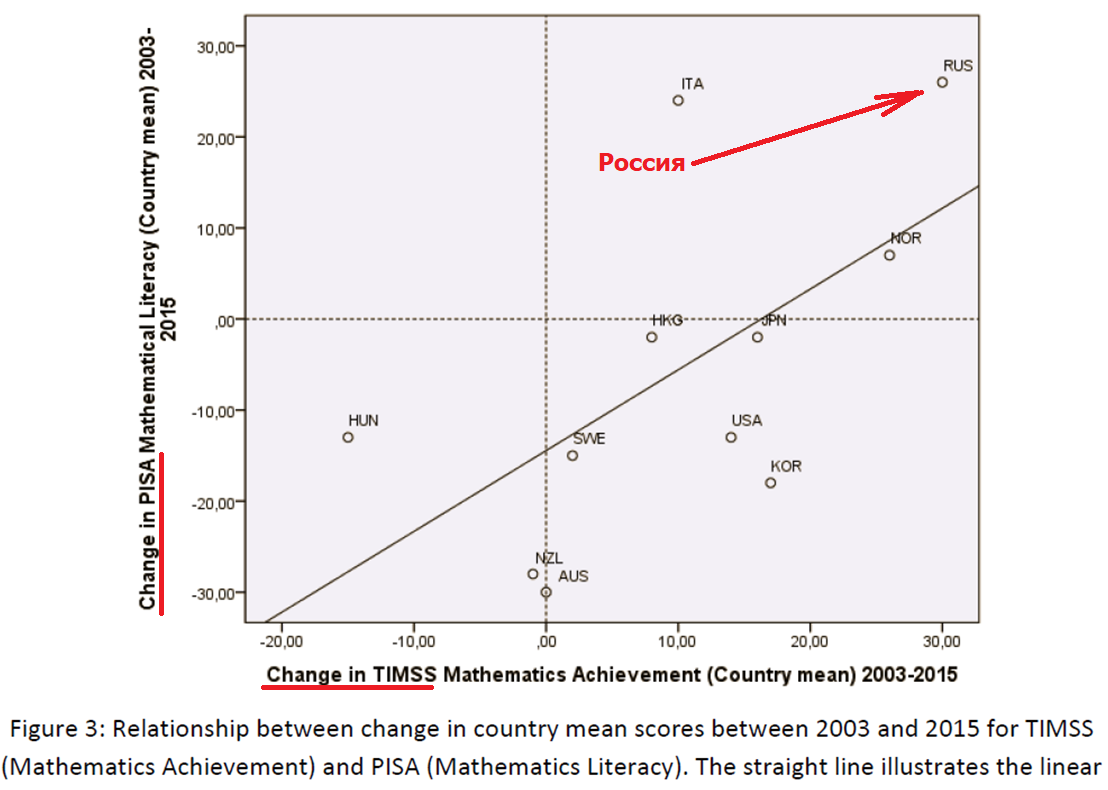 Change in PISA Mathematical Literacy (Country mean) 2003-
2015
30,00
20,00
10,00
,00
-10,00
-20,00
-30,00
RUS
ITA
Россия
NOR
HKG
JPN
HUN
USA
SWE
KOR
NZL
AUS
-20,00
-10,00
,00
10,00
20,00
30,00
Change in TIMSS Mathematics Achievement (Country mean) 2003-2015
Figure 3: Relationship between change in country mean scores between 2003 and 2015 for TIMSS
(Mathematics Achievement) and PISA (Mathematics Literacy). The straight line illustrates the linear